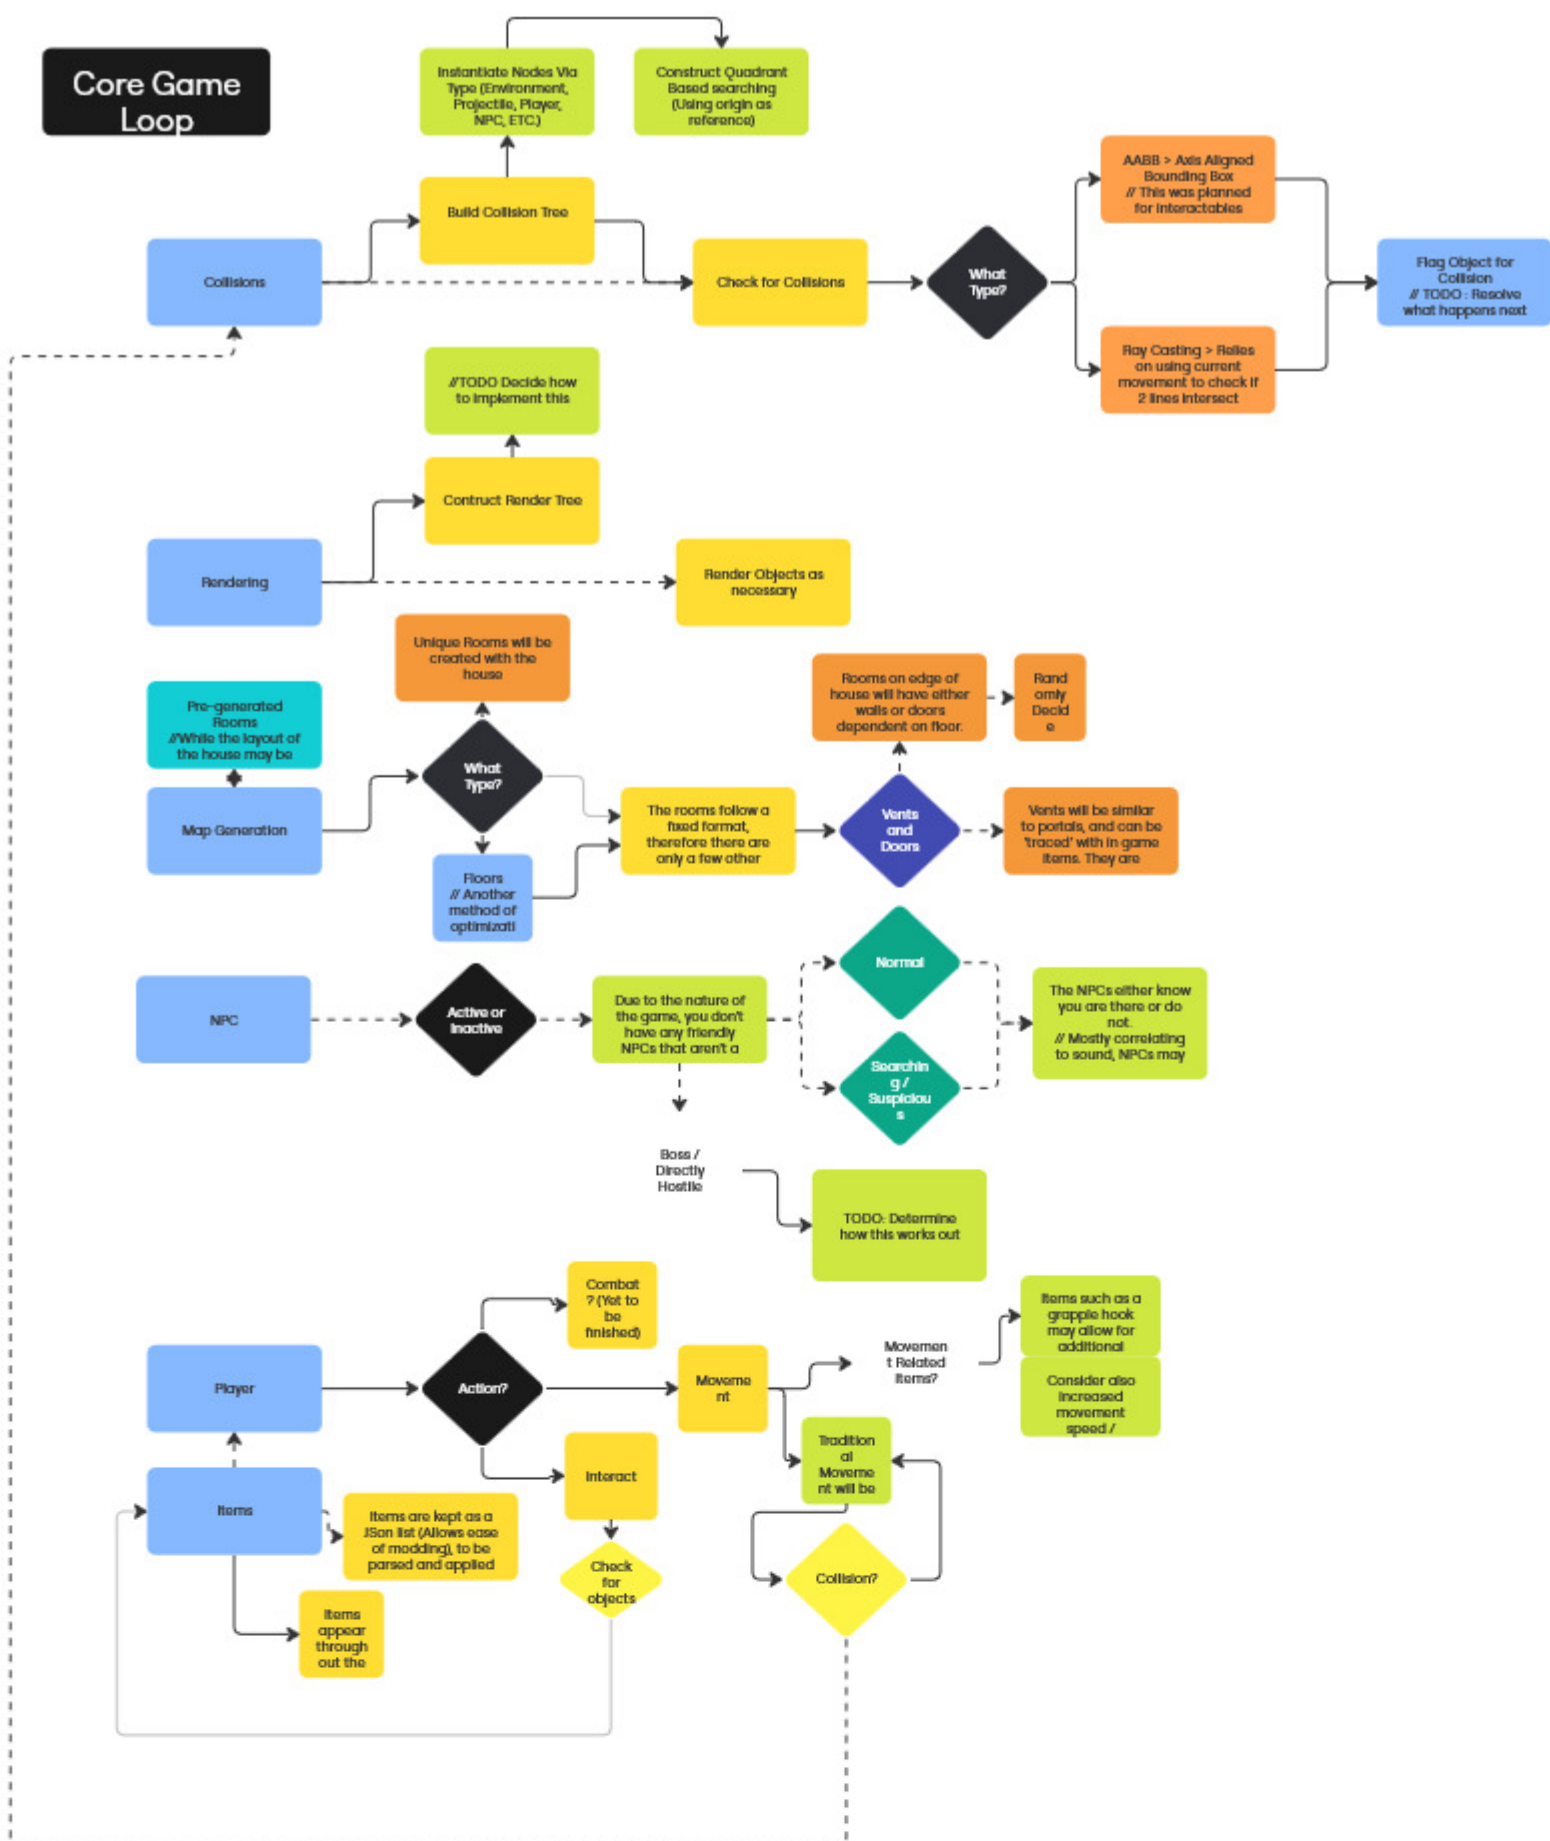 Core Game
Loop
Instantiate Nodes Via
Type (Environment,
Projectile, Player,
NPC, ETC.)
Construct Quadrant
Based searching
(Using origin as
reference)
Build Collision Tree
AABB > Axis Aligned
Bounding Box
// This was planned
for interactables
Collisions
Check for Collisions
What
Type?
Flag Object for
Collision
// TODO : Resolve
what happens next
Ray Casting > Relies
on using current
movement to check if
2 lines intersect
//TODO Decide how
to implement this
Contruct Render Tree
Rendering
Render Objects as
necessary
Unique Rooms will be
created with the
house
Rooms on edge of
house will have either
walls or doors
dependent on floor.
Rand
omly
Decid
e
Pre-generated
Rooms
//While the layout of
the house may be
What
Type?
Map Generation
The rooms follow a
fixed format,
therefore there are
only a few other
Vents
and
Doors
Vents will be similar
to portals, and can be
'traced' with in game
items. They are
Floors
// Another
method of
optimizati
Normal
NPC
Active or
Inactive
Due to the nature of
the game, you don't
have any friendly
NPCs that aren't a
The NPCs either know
you are there or do
not.
// Mostly correlating
to sound, NPCs may
Searchin
g /
Suspiciou
s
Boss /
Directly
Hostile
TODO: Determine
how this works out
Combat
? (Yet to
be
finished)
Items such as a
grapple hook
may allow for
additional
Player
Action?
Moveme
nt
Movemen
t Related
Items?
Consider also
increased
movement
speed /
Tradition
al
Moveme
nt will be
Interact
Items
Items are kept as a
JSon list (Allows ease
of modding), to be
parsed and applied
Check
for
objects
Collision?
Items
appear
through
out the